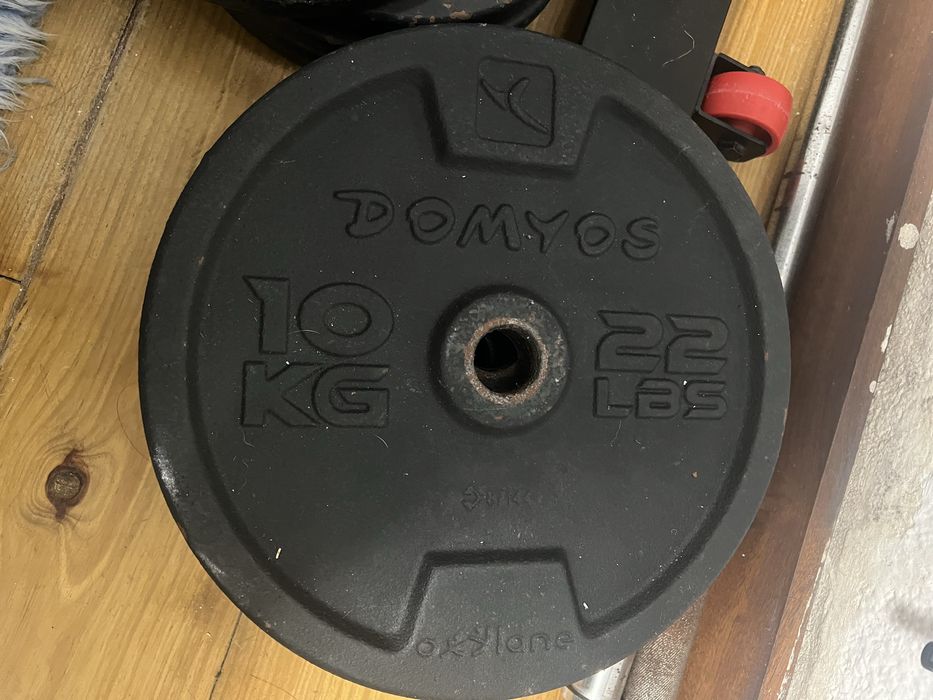 DOMYOS
10
KG
22
LBS
oxylane